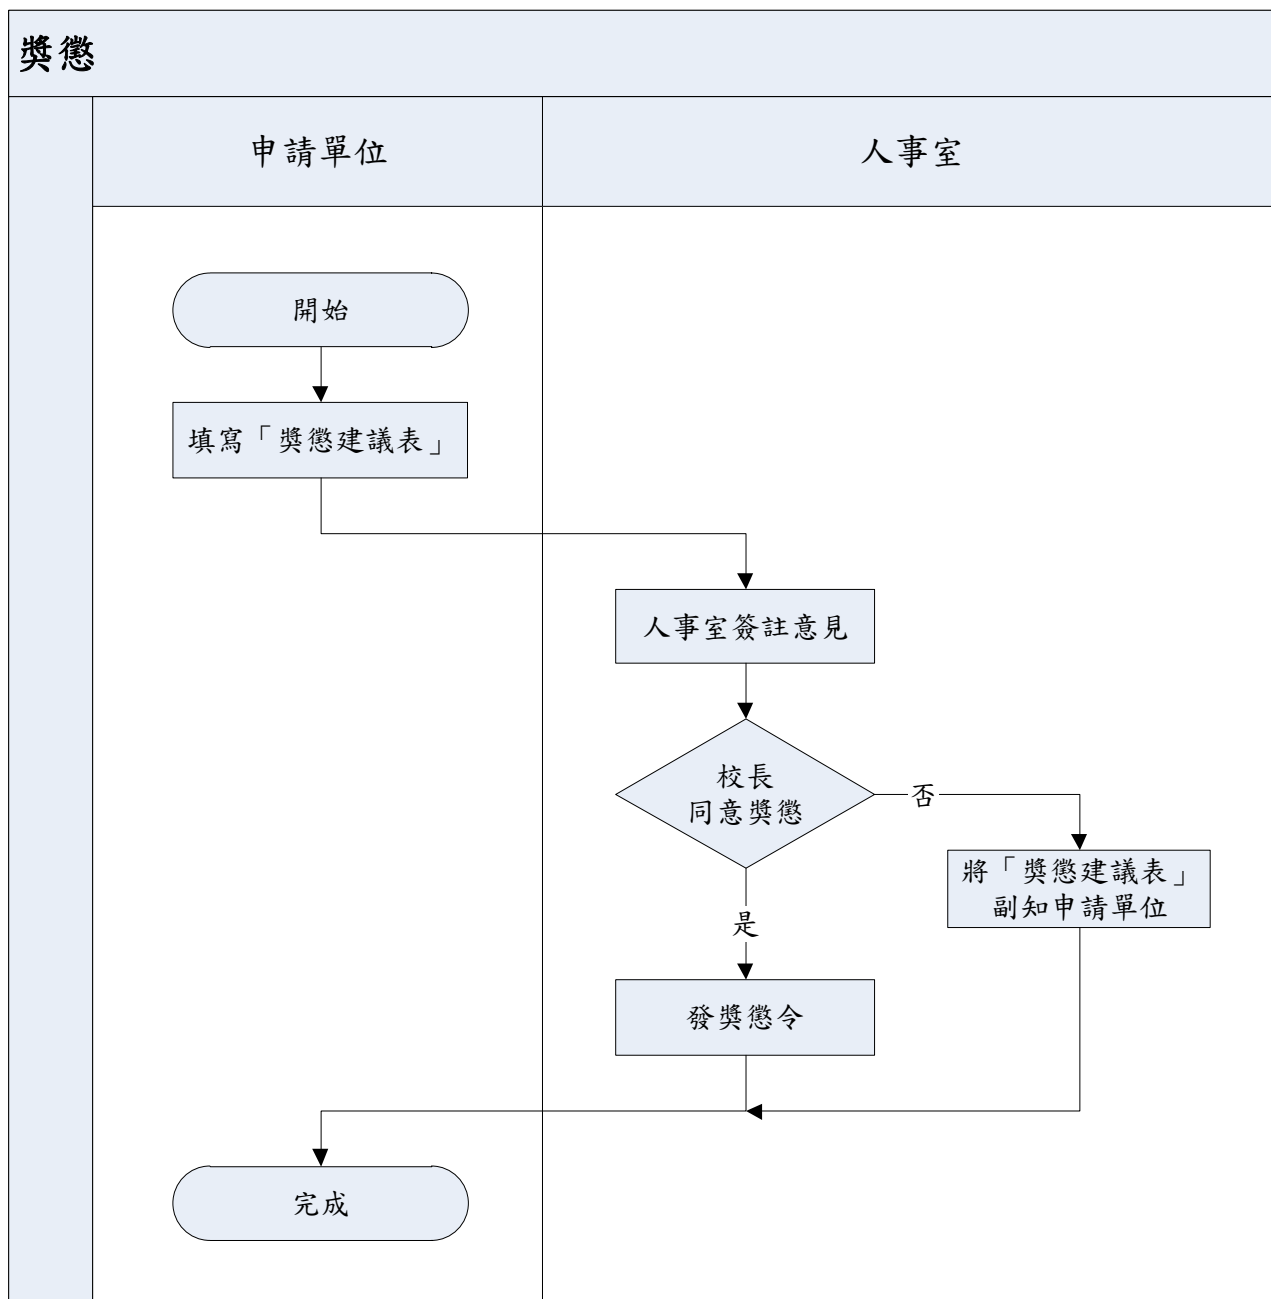 獎懲
申請單位
人事室
開始
填寫「獎懲建議表」
人事室簽註意見
校長
同意獎懲
否
將「獎懲建議表」
副知申請單位
是
發獎懲令
完成